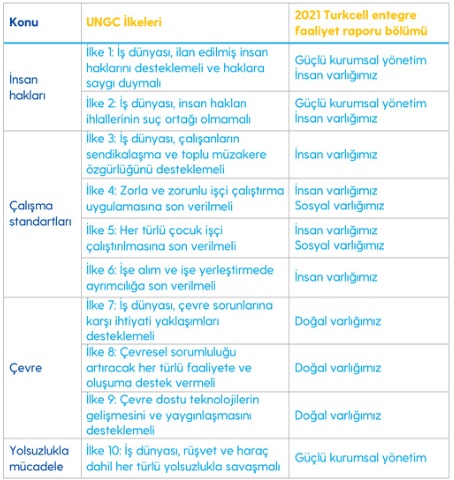 Konu
UNGC İlkeleri
2021 Turkcell entegre
faaliyet raporu bölümü
İnsan
hakları
İlke 1: İş dünyası, ilan edilmiş insan
haklarını desteklemeli ve haklara
saygı duymalı
Güçlü kurumsal yönetim
İnsan varlığımız
İlke 2: İş dünyası, insan hakları
ihlallerinin suç ortağı olmamalı
Güçlü kurumsal yönetim
İnsan varlığımız
Çalışma
standartları
İlke 3: İş dünyası, çalışanların
sendikalaşma ve toplu müzakere
özgürlüğünü desteklemeli
İnsan varlığımız
İlke 4: Zorla ve zorunlu işçi çalıştırma
uygulamasına son verilmeli
İnsan varlığımız
Sosyal varlığımız
İlke 5: Her türlü çocuk işçi
çalıştırılmasına son verilmeli
İnsan varlığımız
Sosyal varlığımız
İlke 6: İşe alım ve işe yerleştirmede
ayrımcılığa son verilmeli
İnsan varlığımız
Çevre
İlke 7: İş dünyası, çevre sorunlarına
karşı ihtiyati yaklaşımları
desteklemeli
Doğal varlığımız
İlke 8: Çevresel sorumluluğu
artıracak her türlü faaliyete ve
oluşuma destek vermeli
Doğal varlığımız
İlke 9: Çevre dostu teknolojilerin
gelişmesini ve yaygınlaşmasını
desteklemeli
Doğal varlığımız
Yolsuzlukla
mücadele
İlke 10: İş dünyası, rüşvet ve haraç
dahil her türlü yolsuzlukla savaşmalı
Güçlü kurumsal yönetim